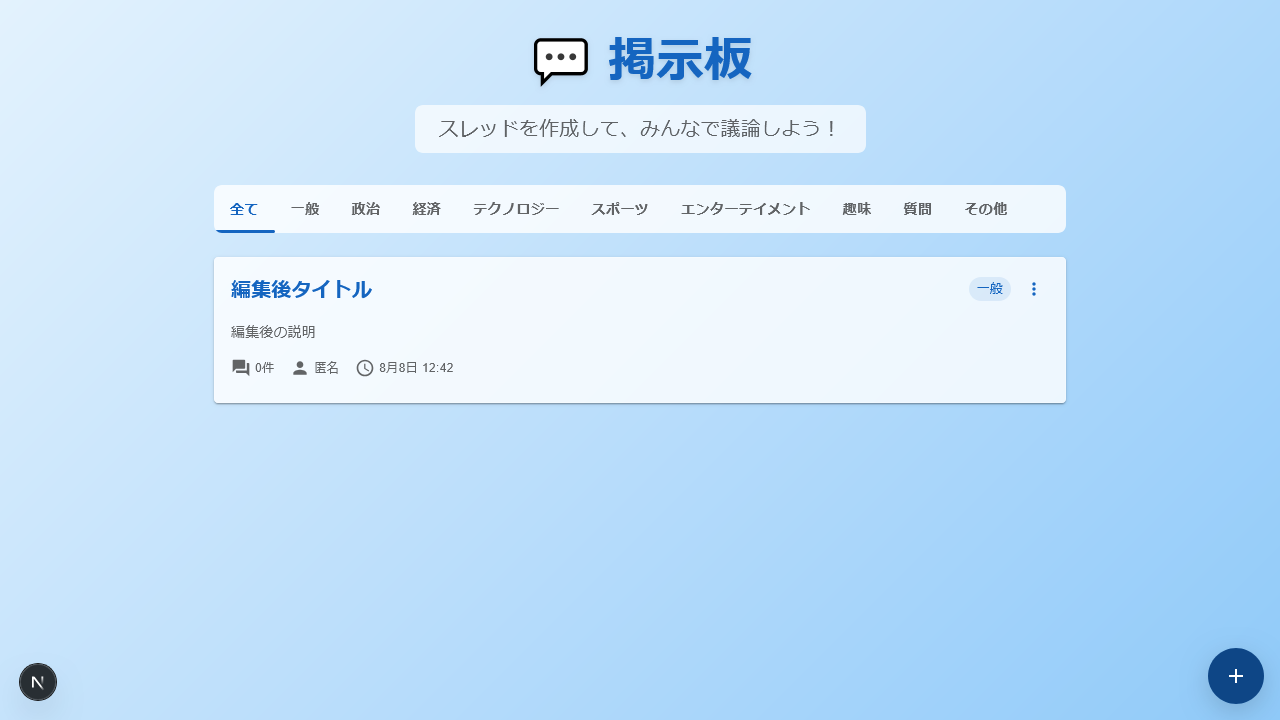 掲示板
スレッドを作成して、みんなで議論しよう！
全て 一般 政治 経済 テクノロジー スポーツ エンターテイメント 趣味 質問 その他
編集後タイトル 一般
編集後の説明
0件 匿名 8月8日 12:42
N